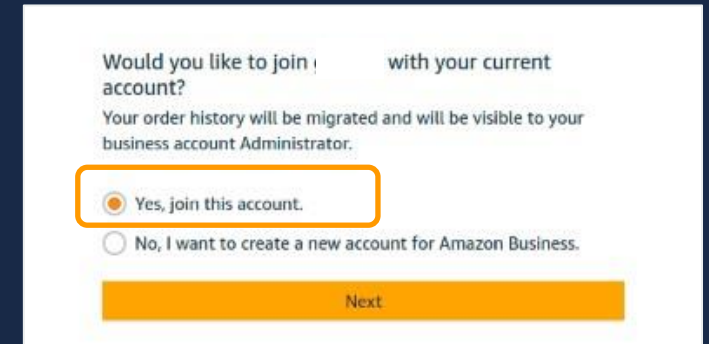 Would you like to join with your current
account?
Your order history will be migrated and will be visible to your
business account Administrator.
Yes, join this account.
No, I want to create a new account for Amazon Business.
Next